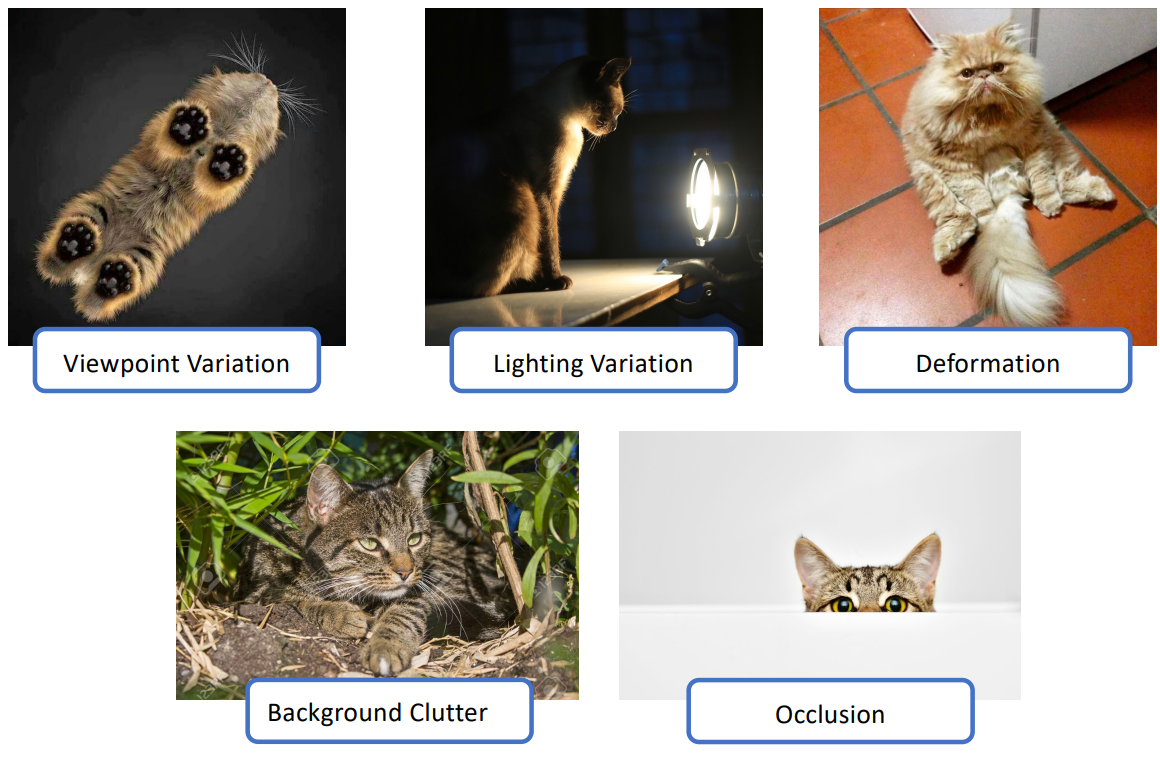 Viewpoint Variation
Lighting Variation
Deformation
Background Clutter
Occlusion